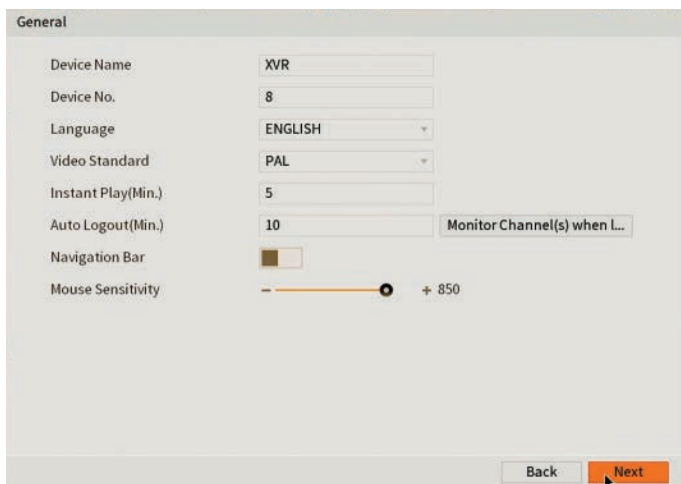 General
Device Name XVR
Device No. 8
Language ENGLISH
Video Standard PAL
Instant Play(Min.) 5
Auto Logout(Min.) 10 Monitor Channel(s) when l...
Navigation Bar
Mouse Sensitivity - + 850
Back Next